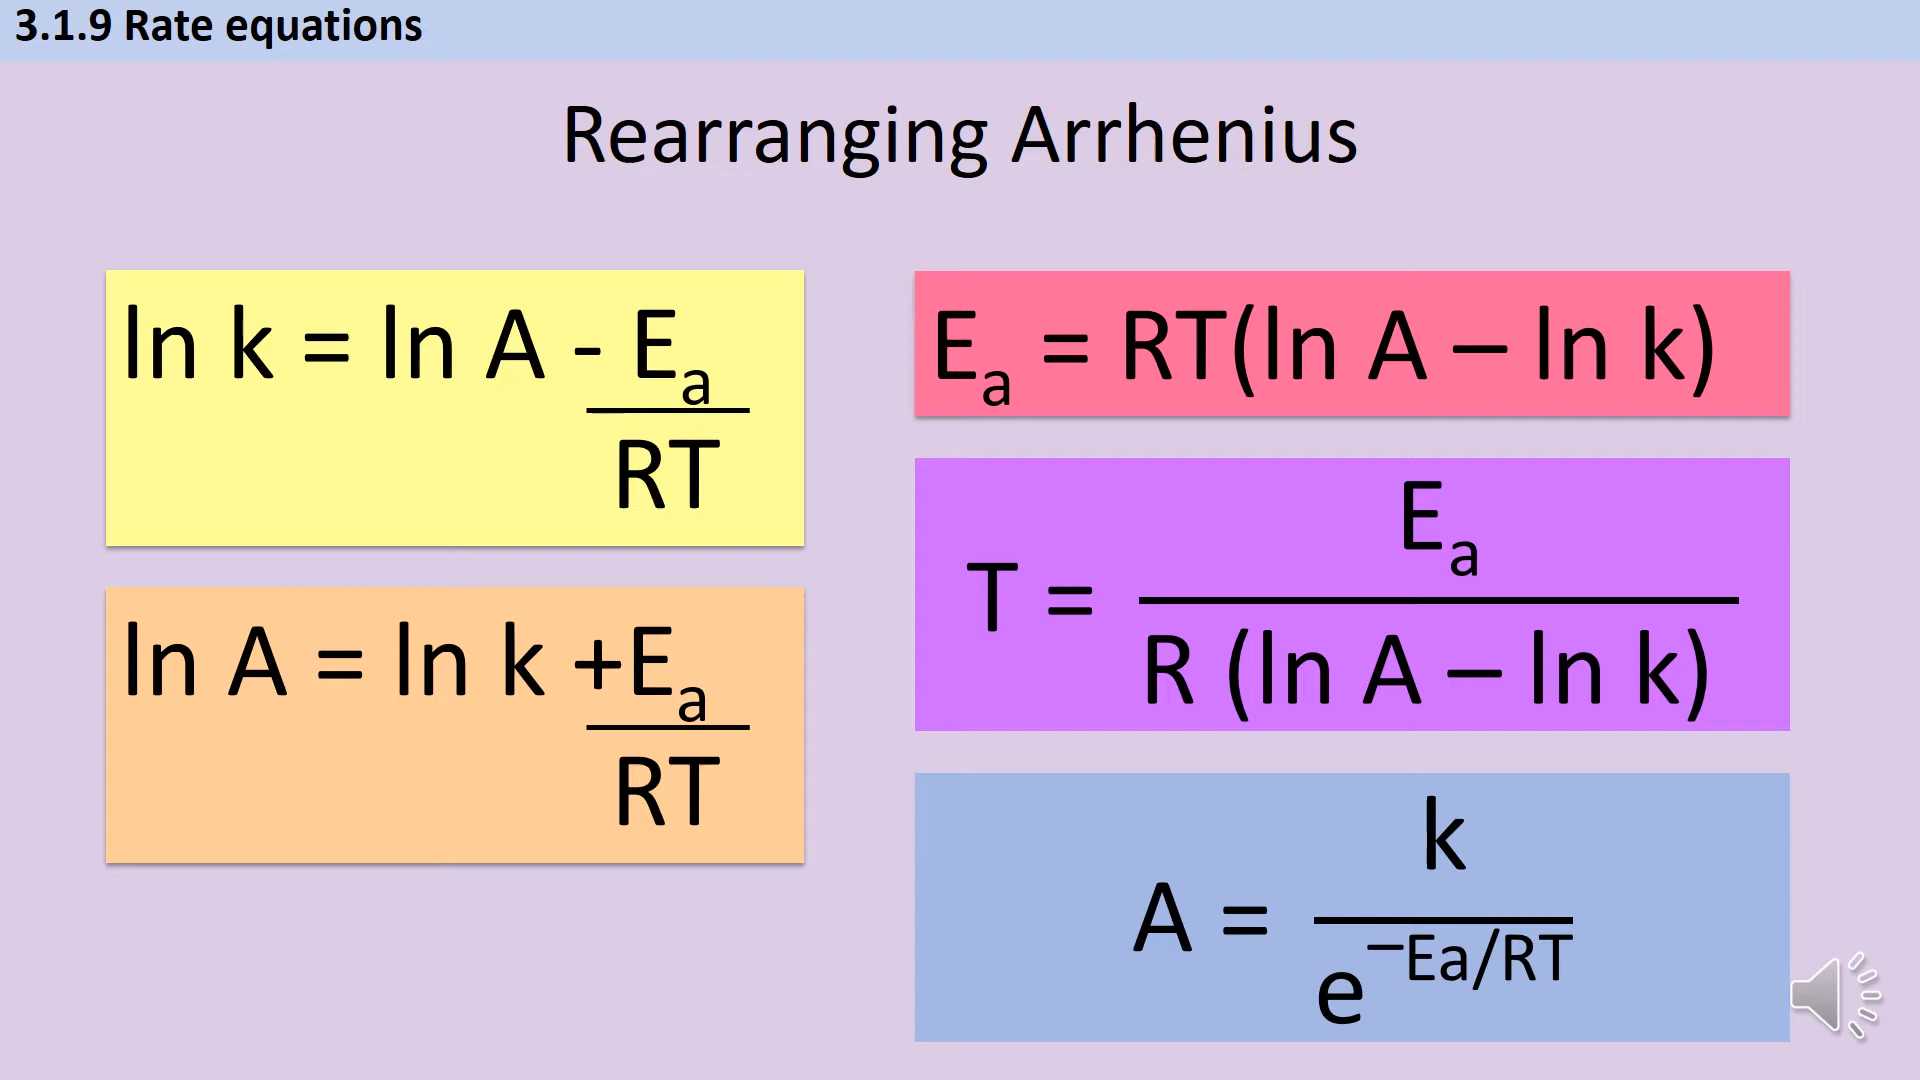 3.1.9 Rate equations
Rearranging Arrhenius
ln k = ln A - Ea
RT
ln A = ln k +Ea
RT
Ea = RT(ln A – ln k)
Ea
T =
R (ln A – ln k)
k
A =
e–Ea/RT